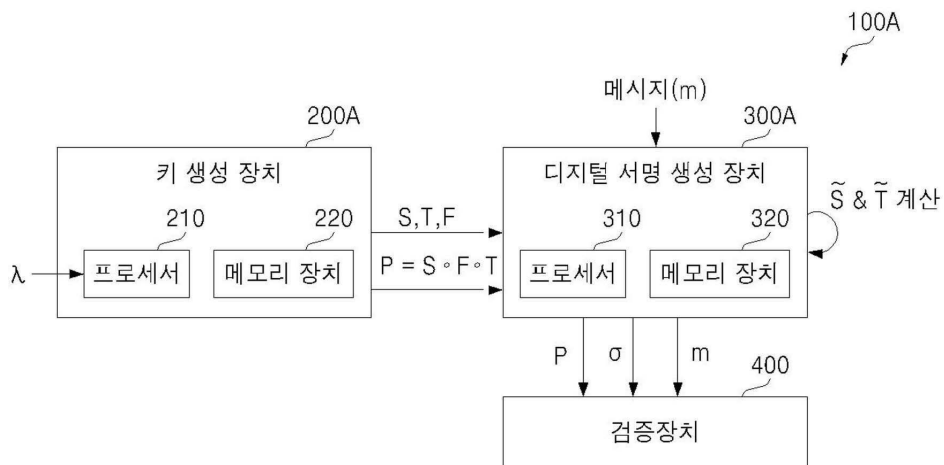 100A
메시지(m)
200A
300A
키 생성 장치
디지털 서명 생성 장치
S̃ & T̃ 계산
S,T,F
210
220
310
320
λ
프로세서
메모리 장치
P = S∘F∘T
프로세서
메모리 장치
P
σ
m
400
검증장치